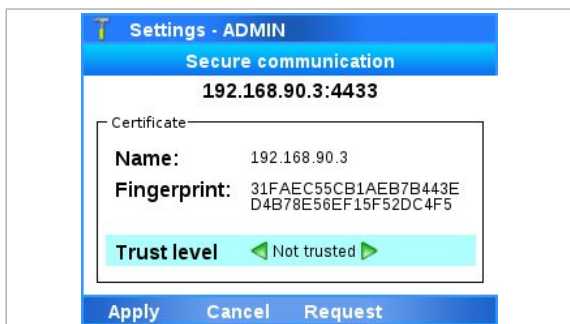 Settings - ADMIN
Secure communication
192.168.90.3:4433
Certificate
Name: 192.168.90.3
Fingerprint: 31FAEC55CB1AEB7B443E
D4B78E56EF15F52DC4F5
Trust level Not trusted
Apply Cancel Request